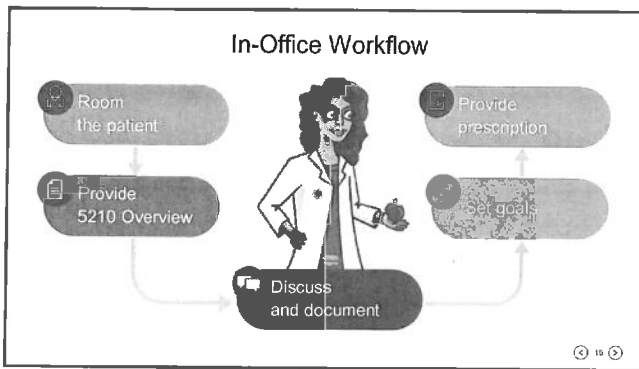 In-Office Workflow
Room
the patient
Provide
5210 Overview
Discuss
and document
Set goals
Provide
prescription
15